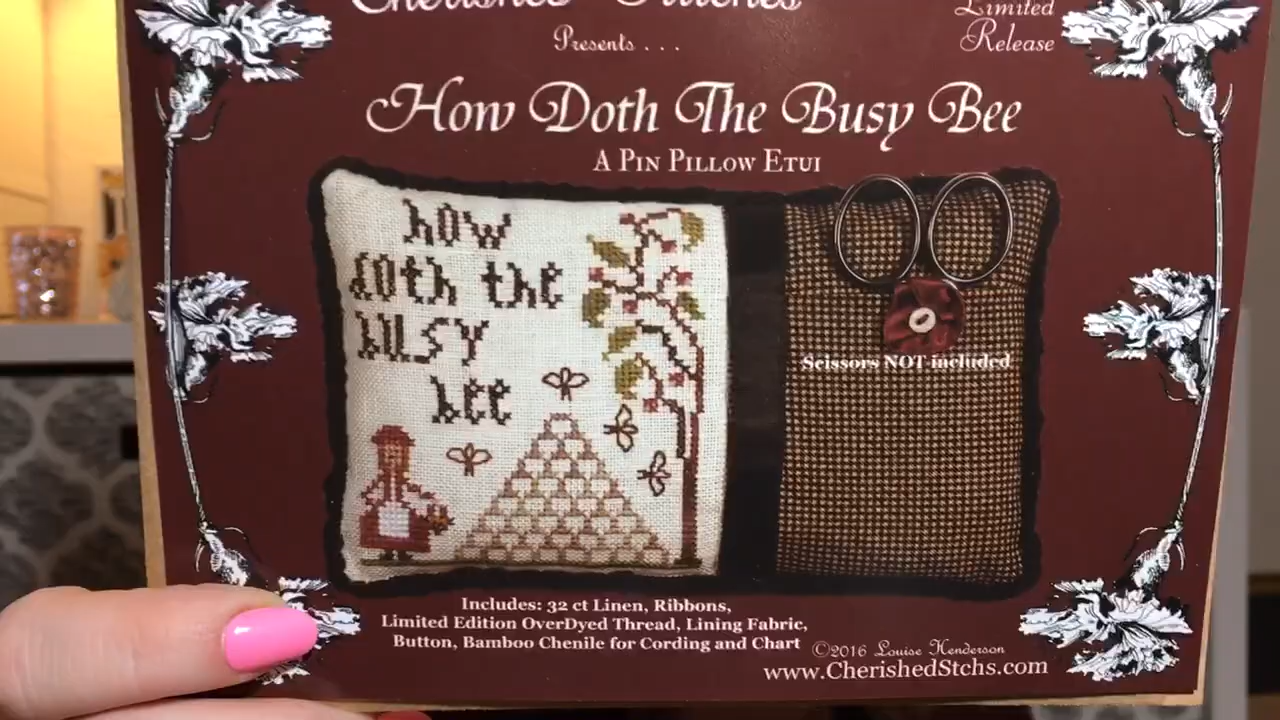 Cherished Stitches
Limited
Release
Presents . . .
How Doth The Busy Bee
A Pin Pillow Etui
how
doth the
busy
bee
Scissors NOT included
Includes: 32 ct Linen, Ribbons,
Limited Edition OverDyed Thread, Lining Fabric,
Button, Bamboo Chenile for Cording and Chart
©2016 Louise Henderson
www.CherishedStchs.com